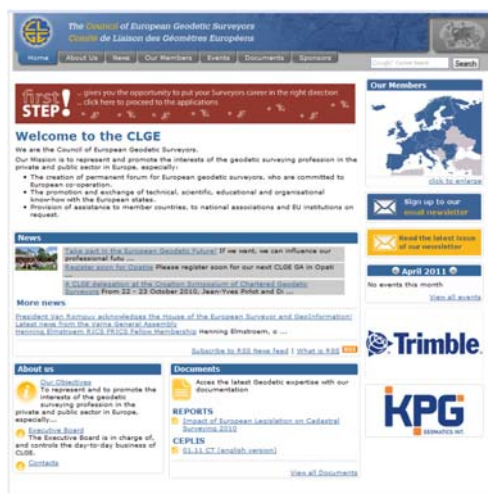 The Council of European Geodetic Surveyors
Comité de Liaison des Géomètres Européens
Home
About Us
News
Our Members
Events
Documents
Sponsors
Search
first STEP!
... gives you the opportunity to put your Surveyors career in the right direction
... click here to proceed to the applications
Welcome to the CLGE
We are the Council of European Geodetic Surveyors.
Our Mission is to represent and promote the interests of the geodetic surveying profession in the
private and public sector in Europe, especially:
The creation of permanent forum for European geodetic surveyors, who are committed to
European co-operation.
The promotion and exchange of technical, scientific, educational and organisational
know-how with the European states.
Provision of assistance to member countries, to national associations and EU institutions on
request.
News
Take part in the European Geodetic Future! If we want, we can influence our
professional futu ...
Register soon for Opatija Please register soon for our next CLGE GA in Opati
...
A CLGE delegation at the Croatian Symposium of Chartered Geodetic
Surveyors From 22 - 23 October 2010, Jean-Yves Pirlot and Di ...
More news
President Van Rompuy acknowledges the House of the European Surveyor and GeoInformation!
Latest news from the Varna General Assembly
Henning Elmstroem RICS FRICS Fellow Membership Henning Elmstroem, c ...
Subscribe to RSS News feed | What is RSS RSS
About us
Our Objectives
To represent and to promote the
interests of the geodetic
surveying profession in the
private and public sector in Europe,
especially...
Executive Board
The Executive Board is in charge of,
and controls the day-to-day business of
CLGE.
Contacts
Documents
Acces the latest Geodetic expertise with our
documentation
REPORTS
Impact of European Legislation on Cadastral
Surveying 2010
CEPLIS
01.11 CT (english version)
View all Documents
Our Members
click to enlarge
Sign up to our
email newsletter
Read the latest issue
of our newsletter
April 2011
No events this month
View all events
Trimble
KPG
GEOMATICS INT.